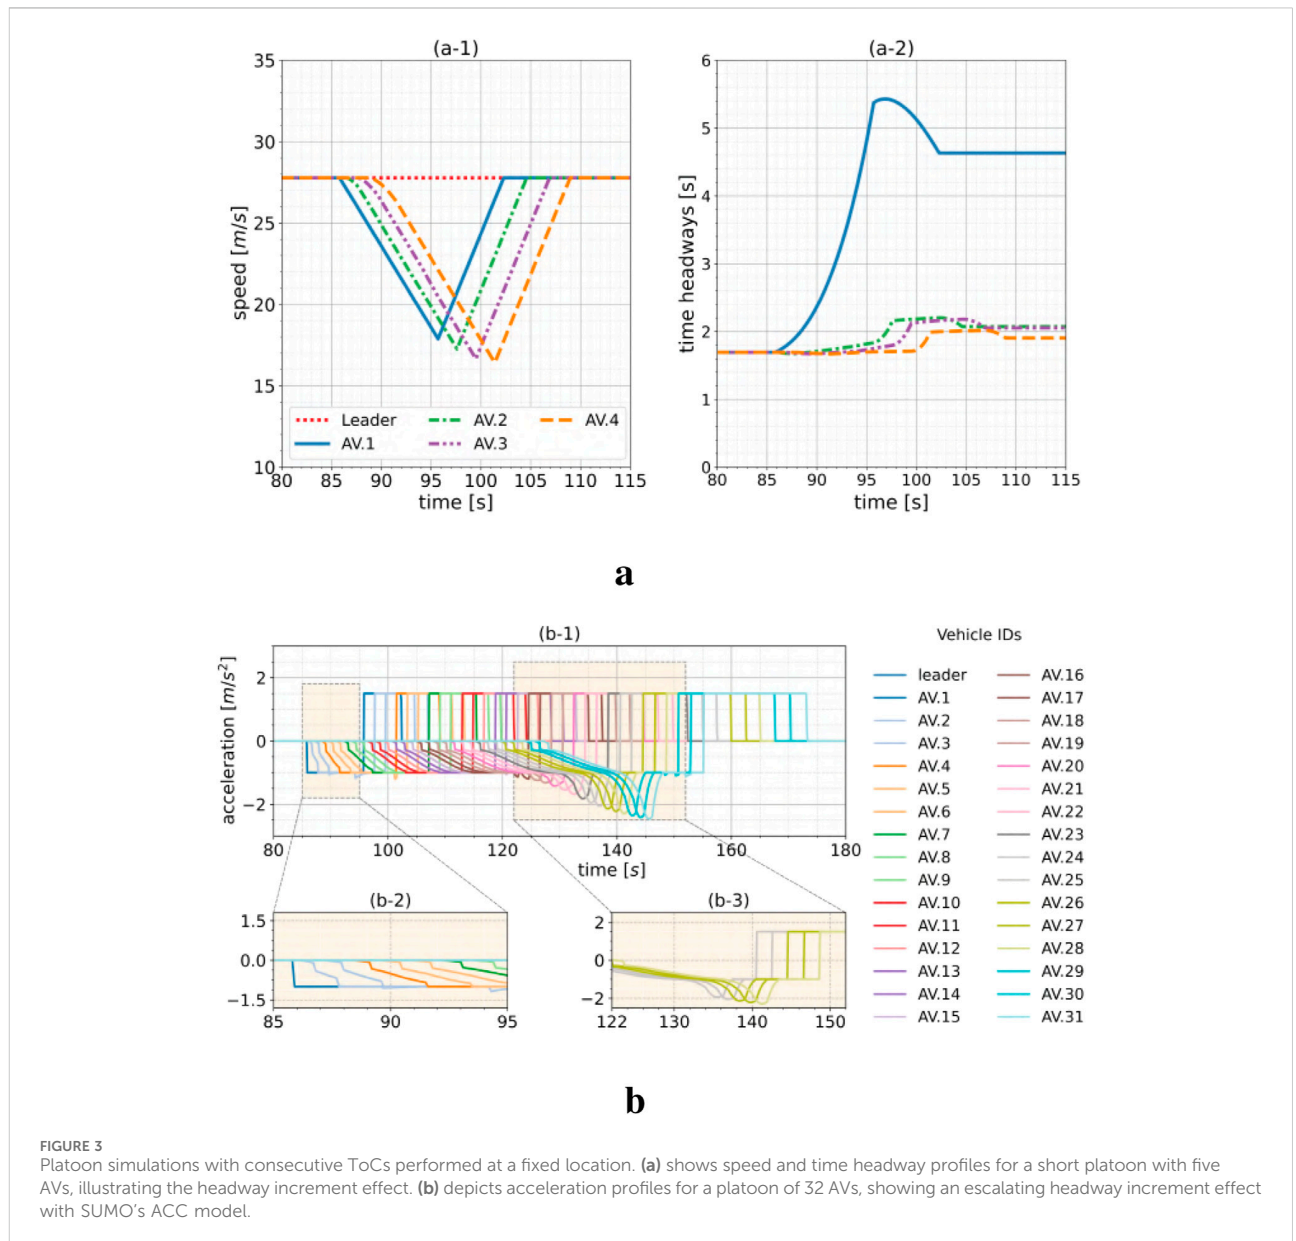 (a-1)
(a-2)
35
30
25
20
15
10
speed [m/s]
Leader
AV.1
AV.2
AV.3
AV.4
80 85 90 95 100 105 110 115
time [s]
6
5
4
3
2
1
0
time headways [s]
80 85 90 95 100 105 110 115
time [s]
a
(b-1)
2
0
−2
acceleration [m/s²]
80 100 120 140 160 180
time [s]
(b-2)
1.5
0.0
−1.5
85 90 95
(b-3)
2
0
−2
122 130 140 150
Vehicle IDs
leader
AV.1
AV.2
AV.3
AV.4
AV.5
AV.6
AV.7
AV.8
AV.9
AV.10
AV.11
AV.12
AV.13
AV.14
AV.15
AV.16
AV.17
AV.18
AV.19
AV.20
AV.21
AV.22
AV.23
AV.24
AV.25
AV.26
AV.27
AV.28
AV.29
AV.30
AV.31
b
FIGURE 3
Platoon simulations with consecutive ToCs performed at a fixed location. (a) shows speed and time headway profiles for a short platoon with five
AVs, illustrating the headway increment effect. (b) depicts acceleration profiles for a platoon of 32 AVs, showing an escalating headway increment effect
with SUMO's ACC model.